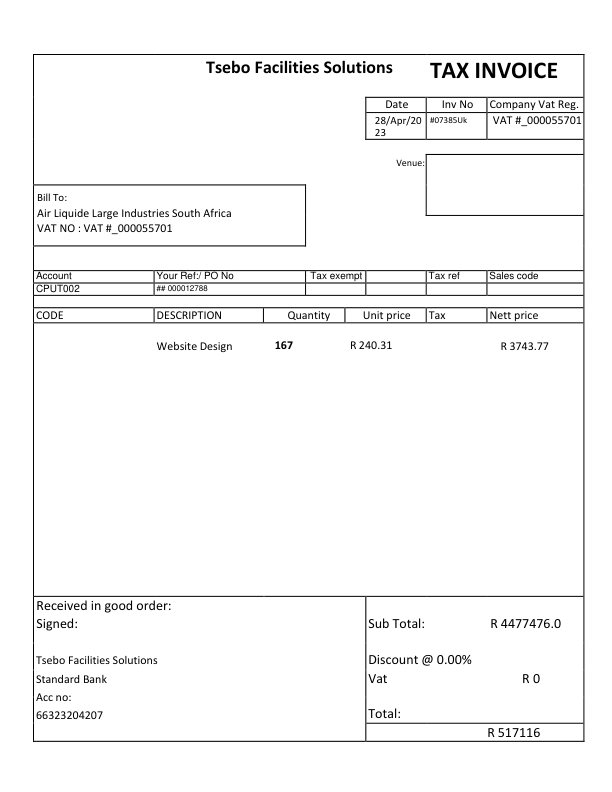 Tsebo Facilities Solutions TAX INVOICE
Date Inv No Company Vat Reg.
28/Apr/20
23 #07385Uk VAT #_000055701
Venue:
Bill To:
Air Liquide Large Industries South Africa
VAT NO : VAT #_000055701
Account Your Ref:/ PO No Tax exempt Tax ref Sales code
CPUT002 ## 000012788
CODE DESCRIPTION Quantity Unit price Tax Nett price
Website Design 167 R 240.31 R 3743.77
Received in good order:
Signed: Sub Total: R 4477476.0
Tsebo Facilities Solutions Discount @ 0.00%
Standard Bank Vat R 0
Acc no:
66323204207 Total:
R 517116